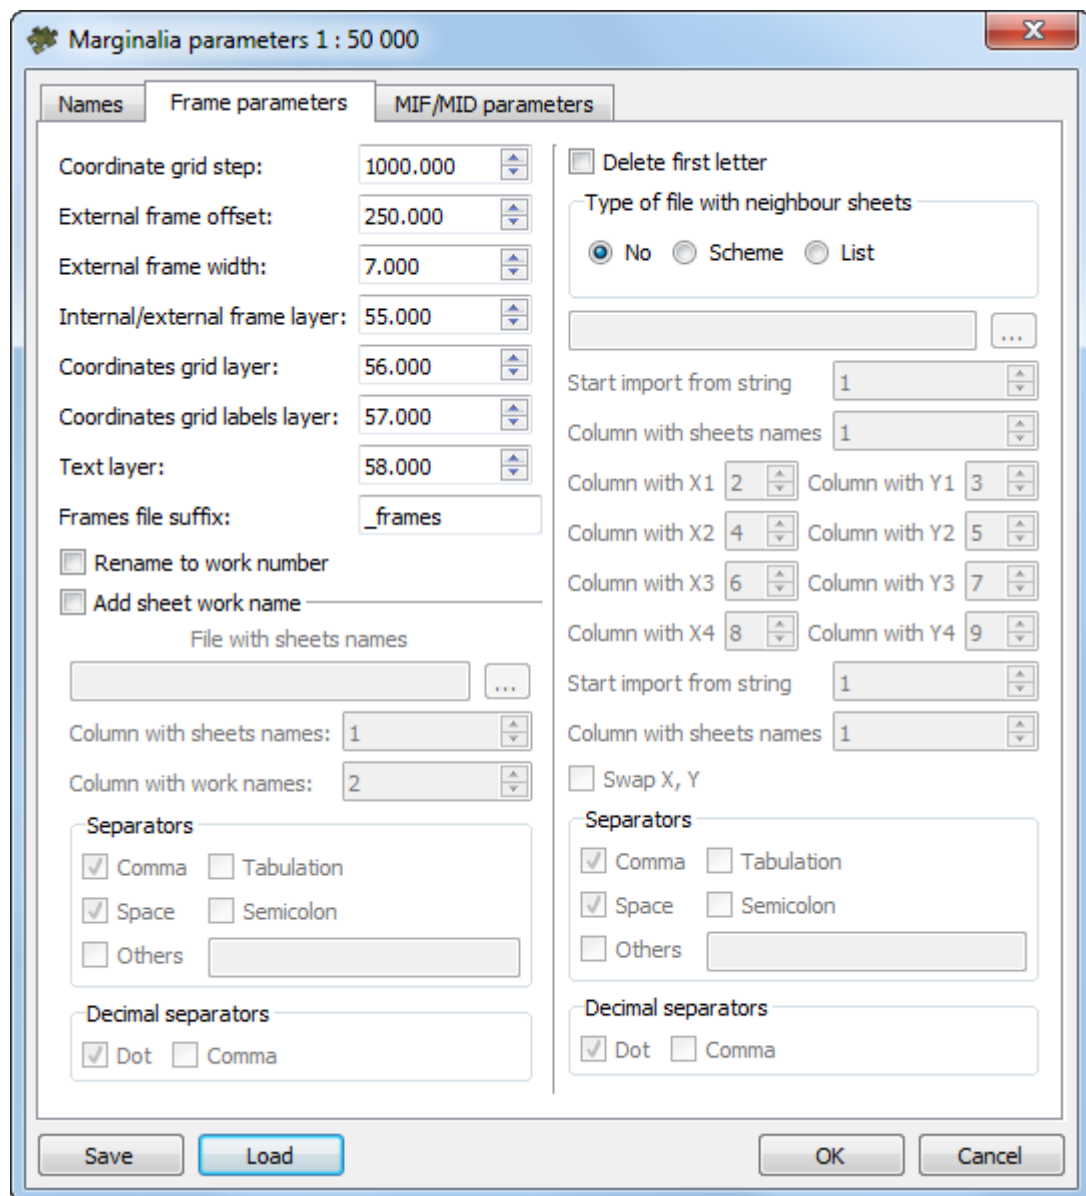 Marginalia parameters 1 : 50 000
Names Frame parameters MIF/MID parameters
Coordinate grid step: 1000.000
External frame offset: 250.000
External frame width: 7.000
Internal/external frame layer: 55.000
Coordinates grid layer: 56.000
Coordinates grid labels layer: 57.000
Text layer: 58.000
Frames file suffix: _frames
Rename to work number
Add sheet work name
File with sheets names
...
Column with sheets names: 1
Column with work names: 2
Separators
Comma Tabulation
Space Semicolon
Others
Decimal separators
Dot Comma
Delete first letter
Type of file with neighbour sheets
No Scheme List
...
Start import from string 1
Column with sheets names 1
Column with X1 2 Column with Y1 3
Column with X2 4 Column with Y2 5
Column with X3 6 Column with Y3 7
Column with X4 8 Column with Y4 9
Start import from string 1
Column with sheets names 1
Swap X, Y
Separators
Comma Tabulation
Space Semicolon
Others
Decimal separators
Dot Comma
Save Load OK Cancel